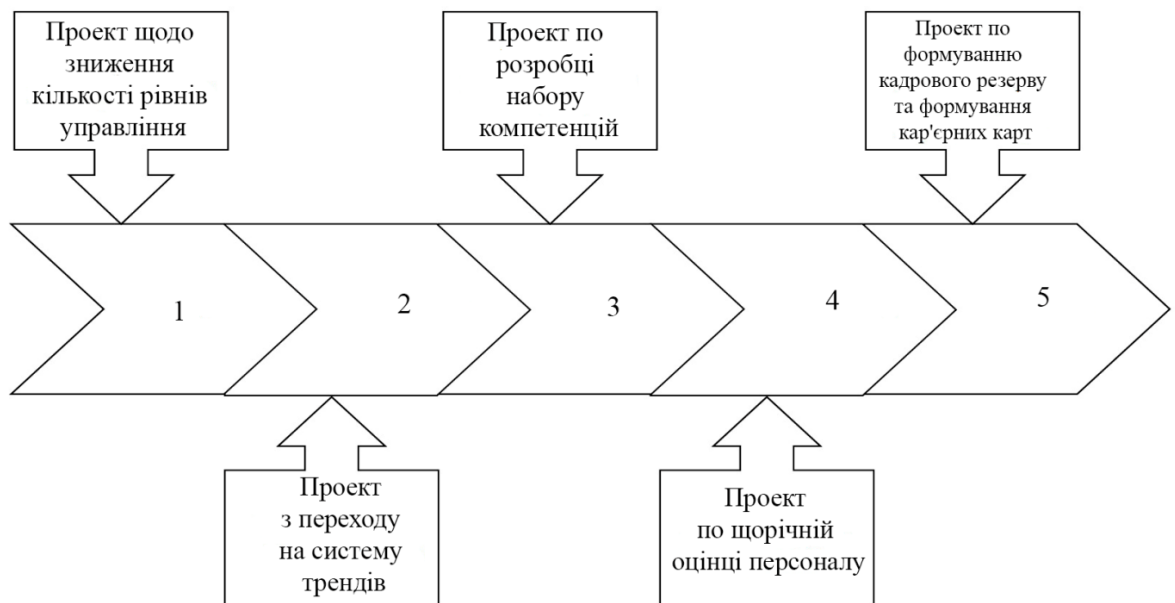 Проект щодо
зниження
кількості рівнів
управління
Проект по
розробці
набору
компетенцій
Проект по
формуванню
кадрового резерву
та формування
кар'єрних карт
1
2
3
4
5
Проект
з переходу
на систему
трендів
Проект
по щорічній
оцінці персоналу